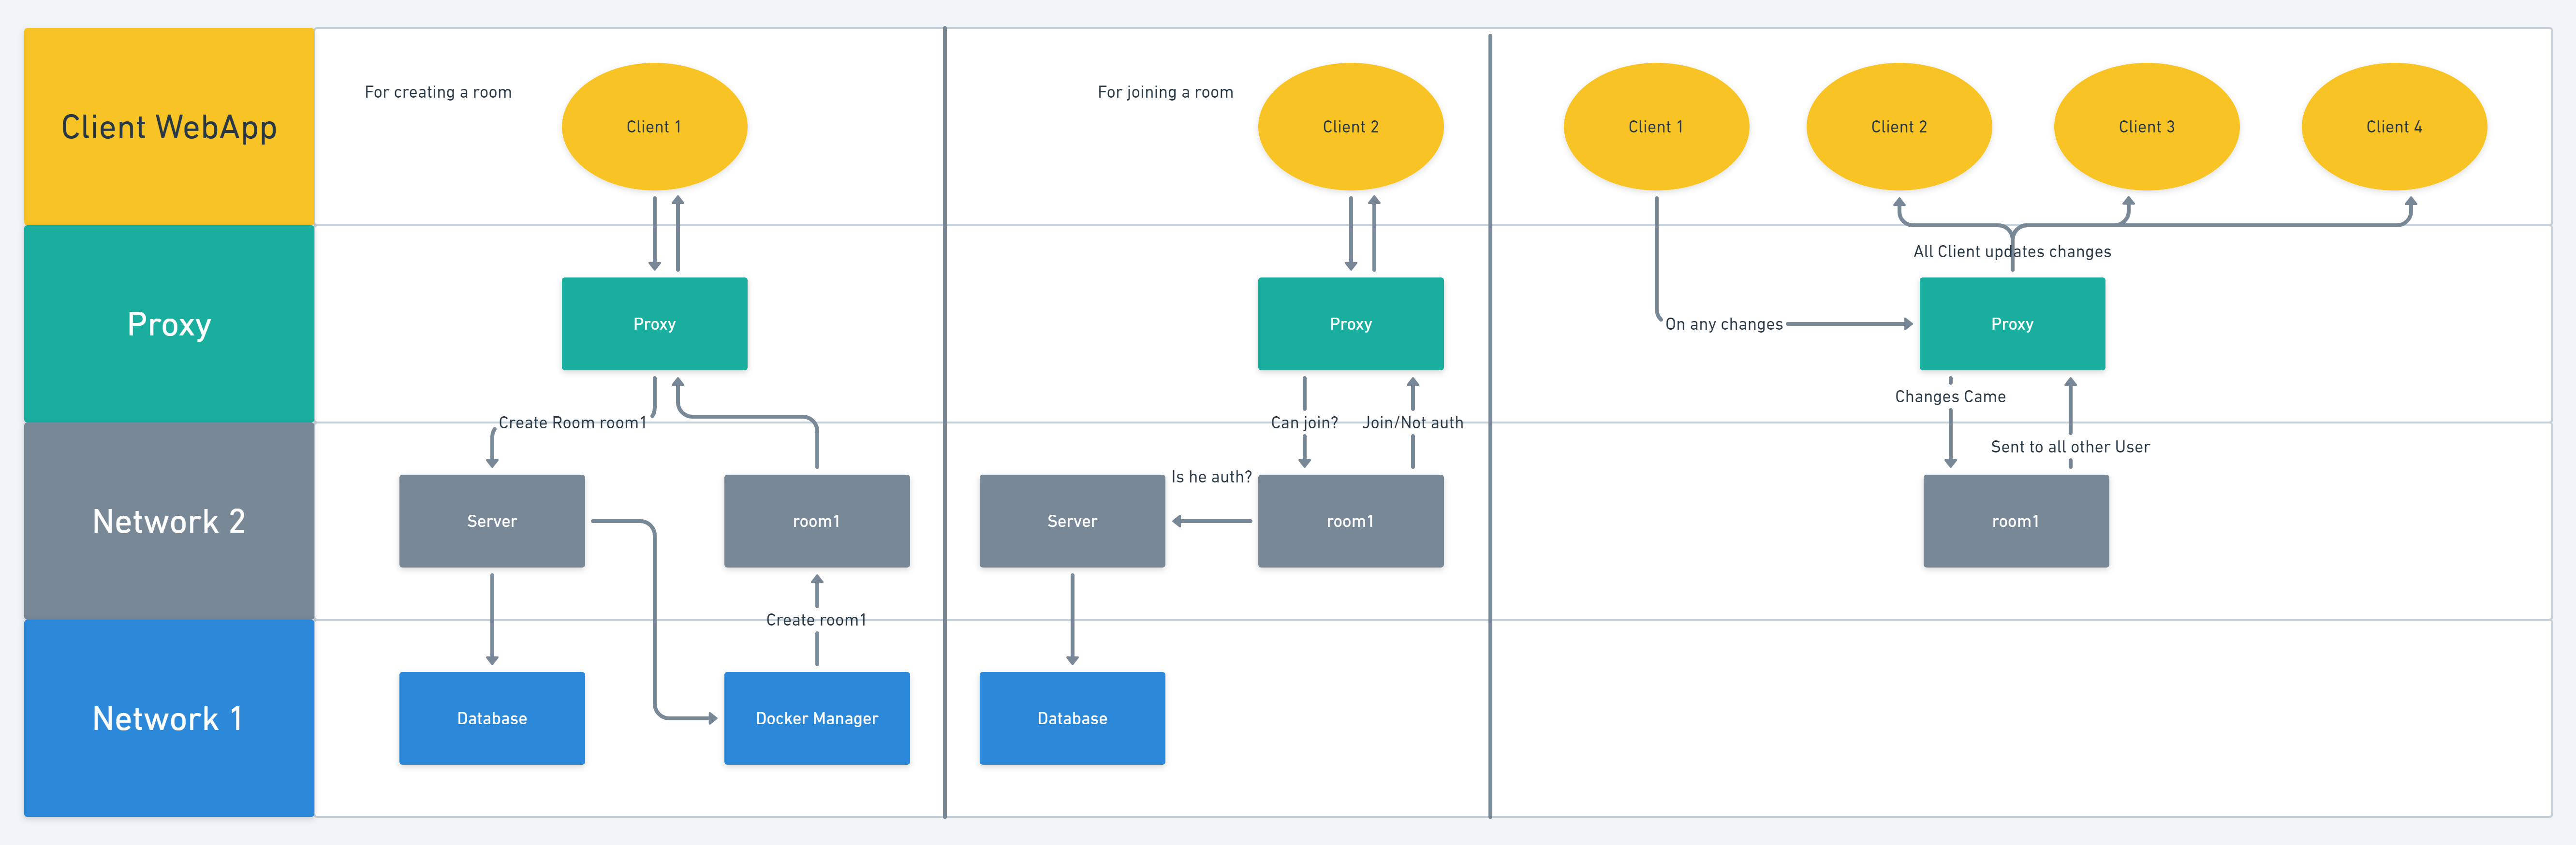 Client WebApp
For creating a room
Client 1
For joining a room
Client 2
Client 1
Client 2
Client 3
Client 4
All Client updates changes
Proxy
Proxy
Proxy
On any changes
Proxy
Changes Came
Create Room room1
Can join?
Join/Not auth
Sent to all other User
Is he auth?
Network 2
Server
room1
Server
room1
room1
Create room1
Network 1
Database
Docker Manager
Database